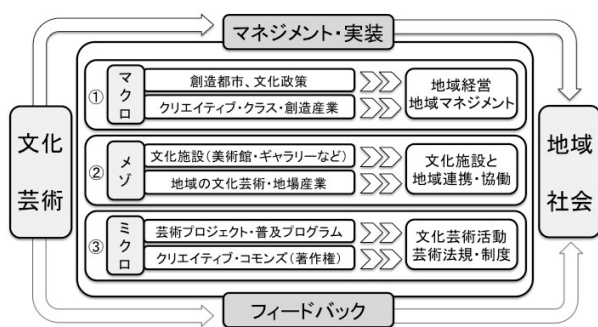 マネジメント・実装
文化
芸術
①
マクロ
創造都市、文化政策
クリエイティブ・クラス・創造産業
地域経営
地域マネジメント
②
メゾ
文化施設（美術館・ギャラリーなど）
地域の文化芸術・地場産業
文化施設と
地域連携・協働
③
ミクロ
芸術プロジェクト・普及プログラム
クリエイティブ・コモンズ（著作権）
文化芸術活動
芸術法規・制度
地域
社会
フィードバック